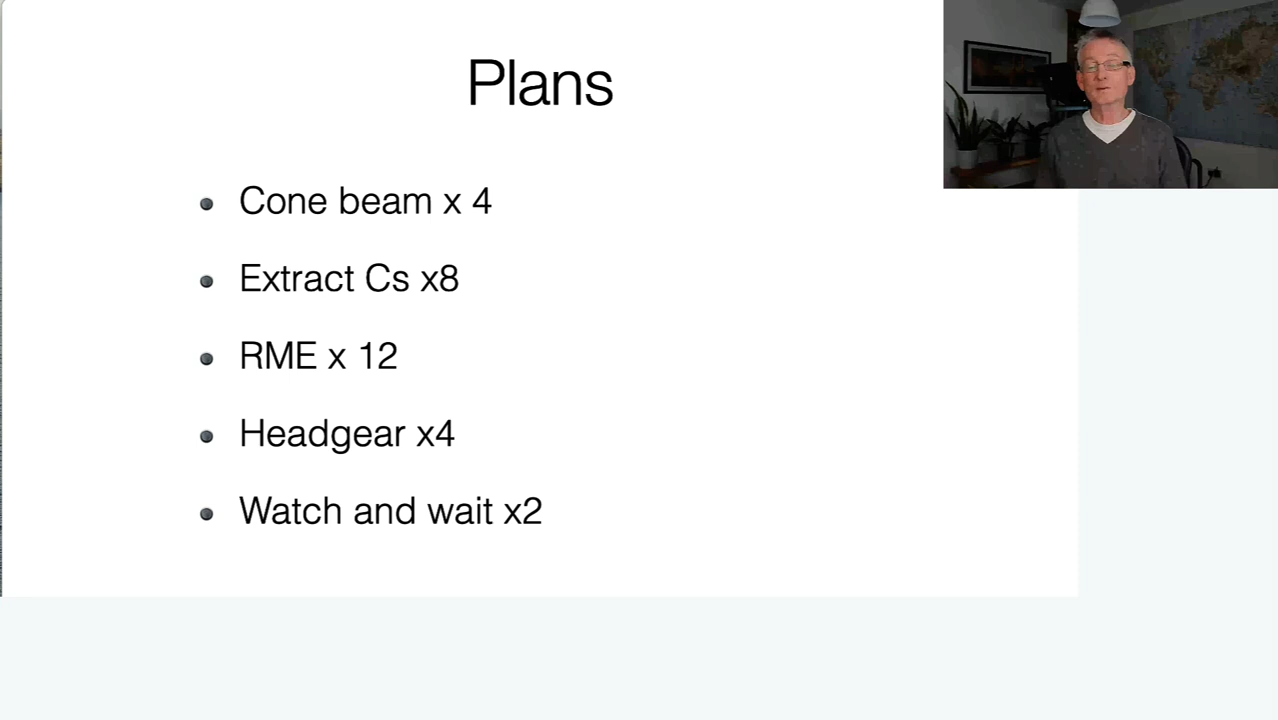 Plans
Cone beam x 4
Extract Cs x8
RME x 12
Headgear x4
Watch and wait x2